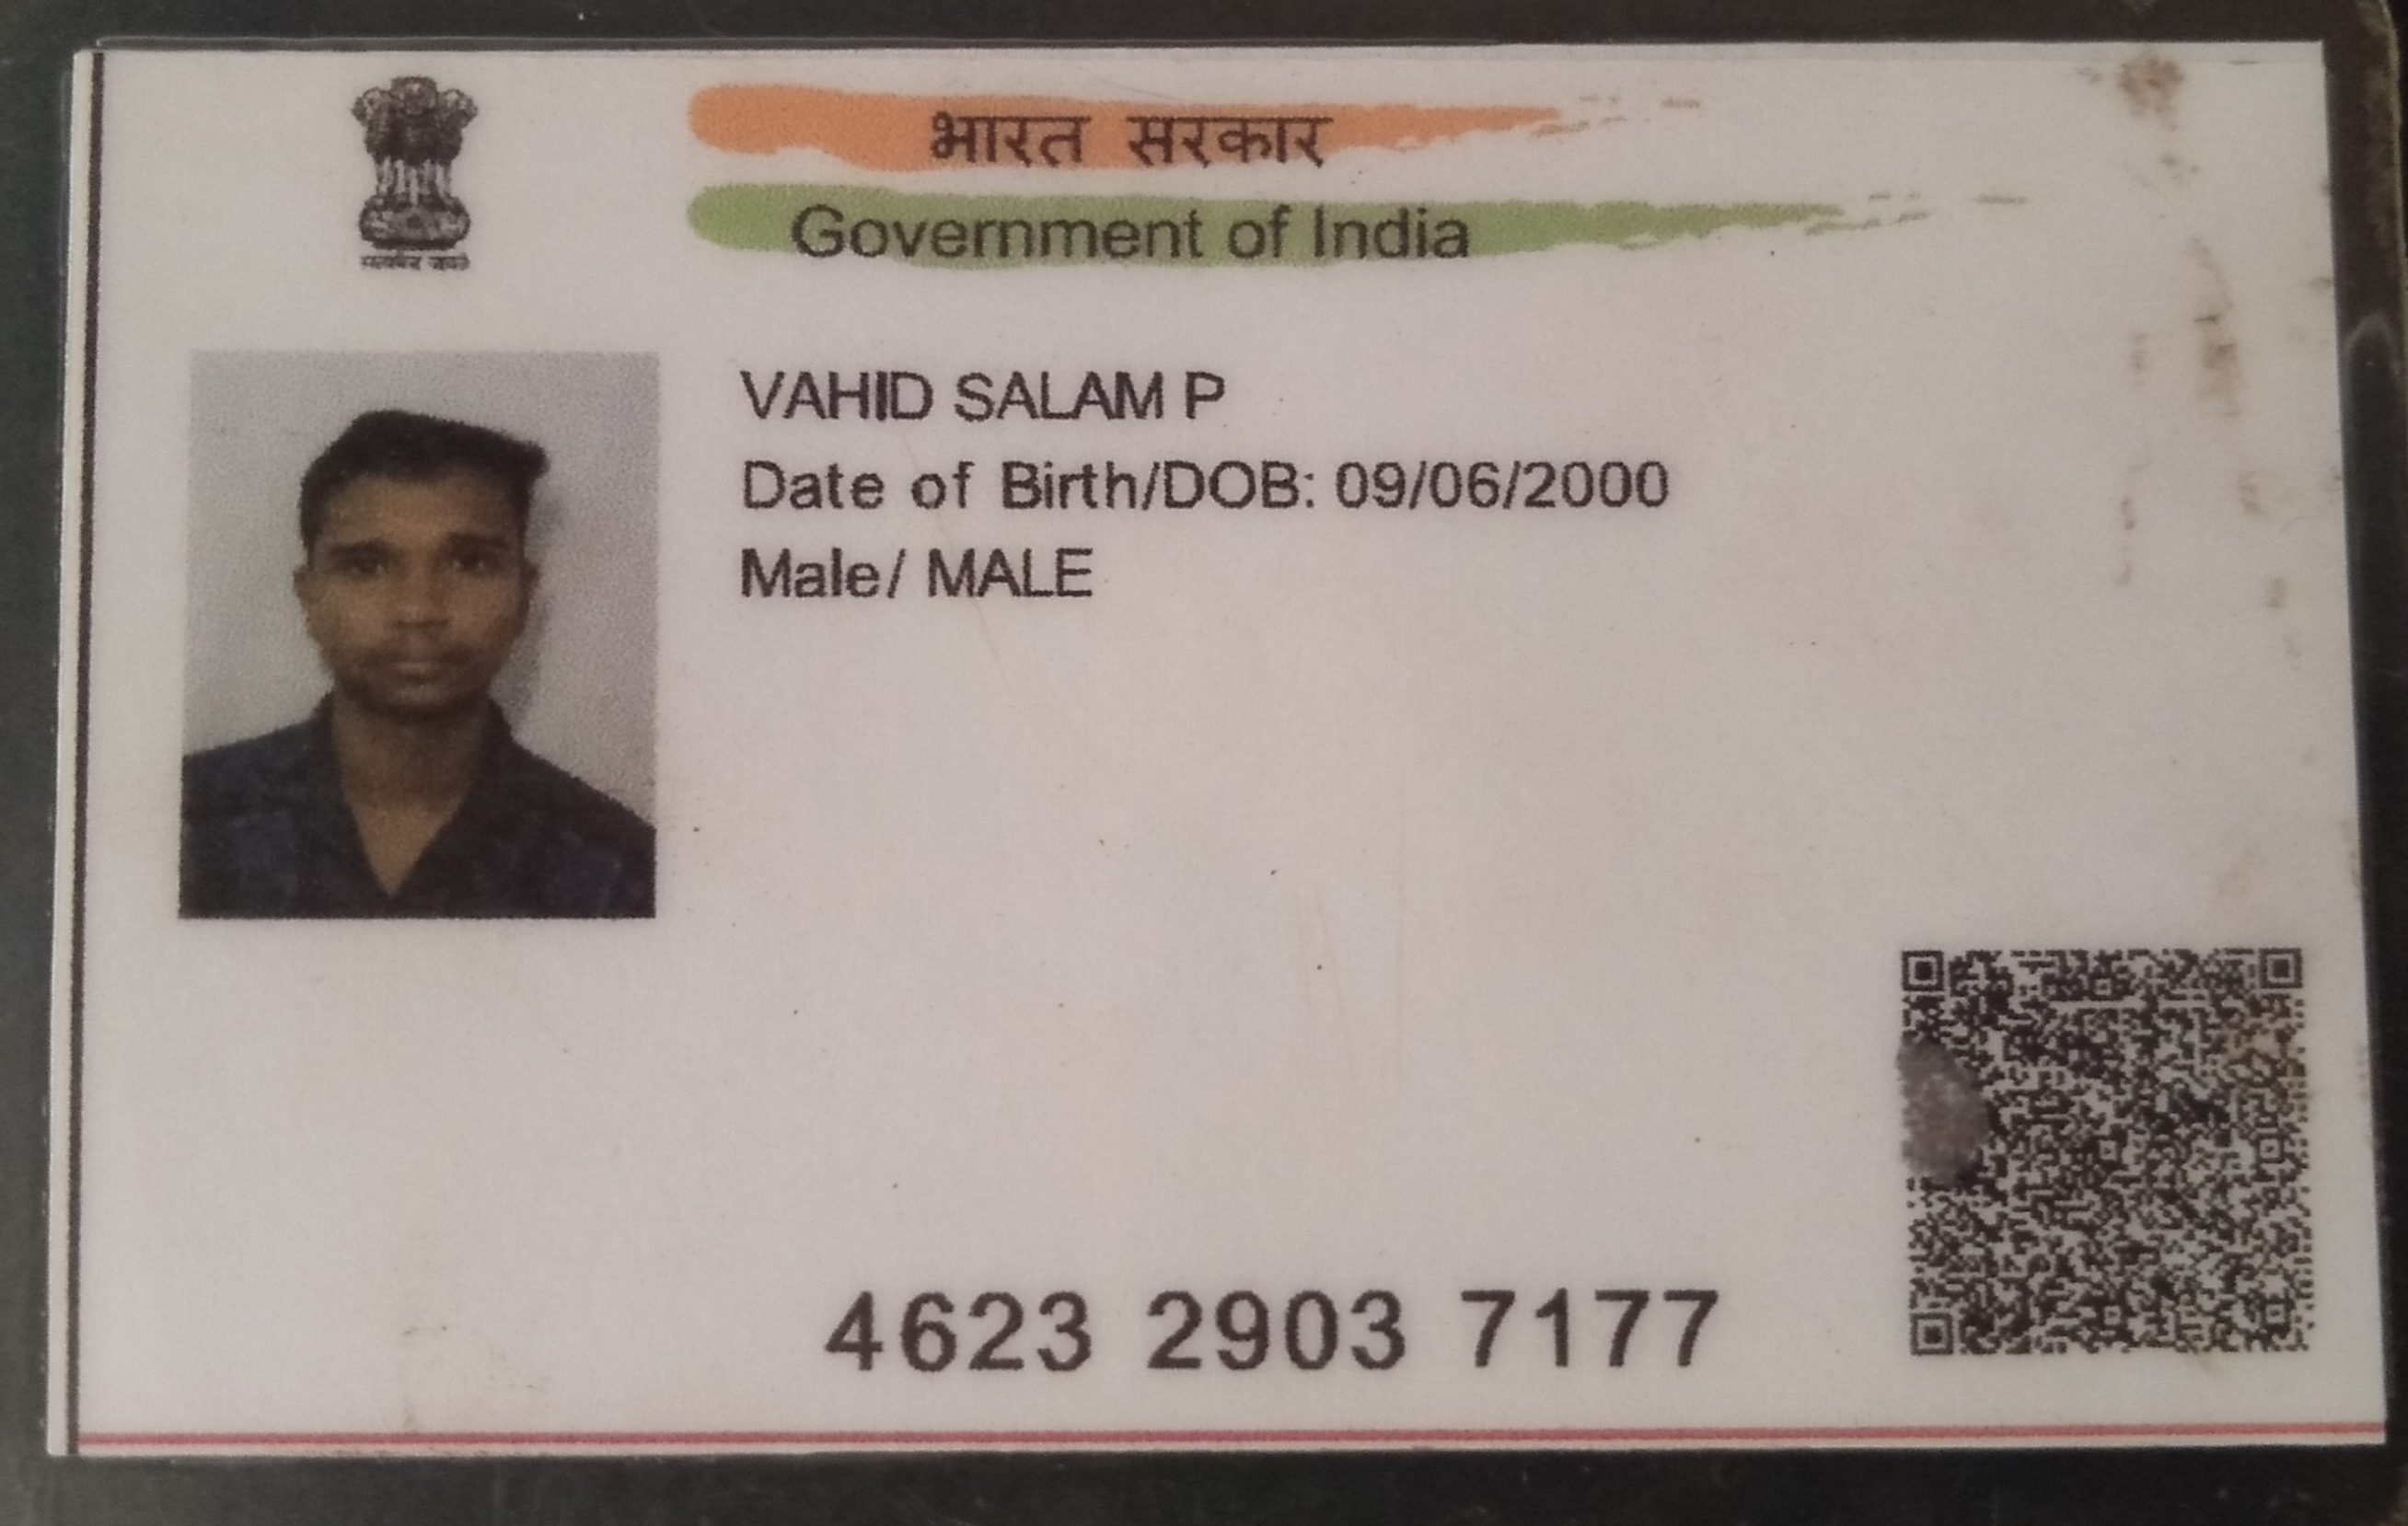 भारत सरकार
Government of India
सत्यमेव जयते
VAHID SALAM P
Date of Birth/DOB: 09/06/2000
Male/ MALE
4623 2903 7177